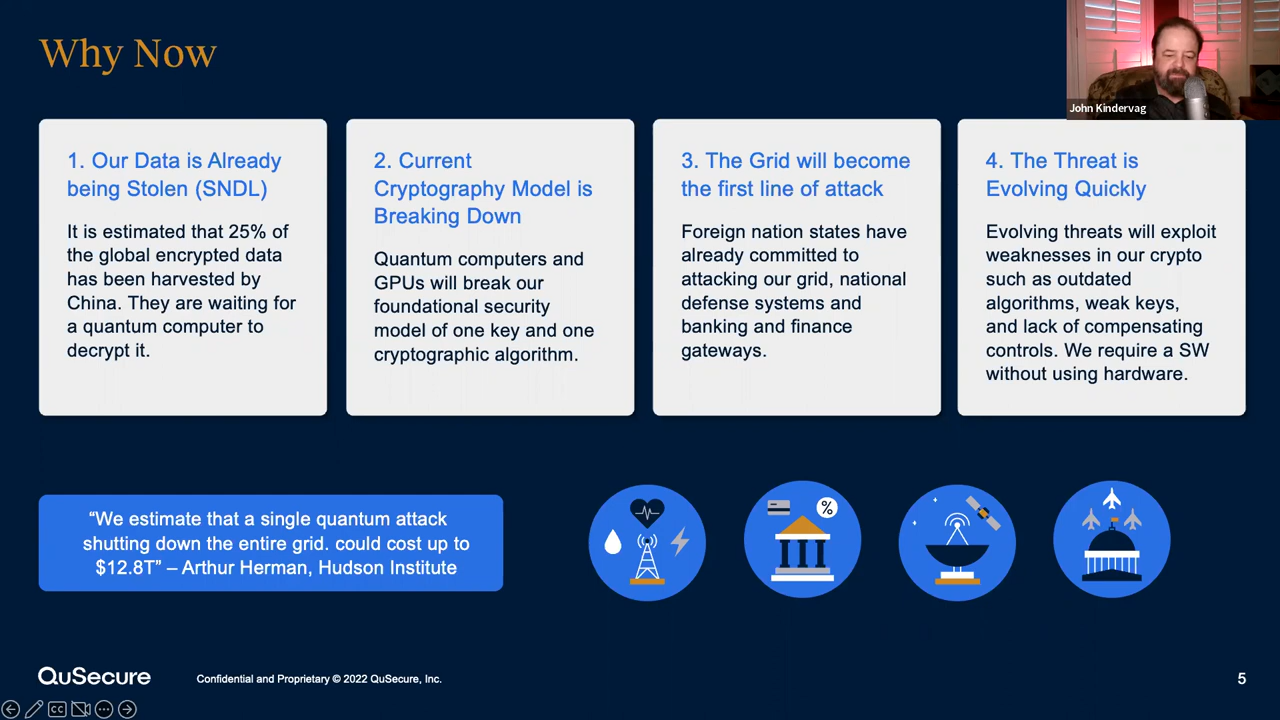 Why Now
John Kindervag
1. Our Data is Already
being Stolen (SNDL)
It is estimated that 25% of
the global encrypted data
has been harvested by
China. They are waiting for
a quantum computer to
decrypt it.
2. Current
Cryptography Model is
Breaking Down
Quantum computers and
GPUs will break our
foundational security
model of one key and one
cryptographic algorithm.
3. The Grid will become
the first line of attack
Foreign nation states have
already committed to
attacking our grid, national
defense systems and
banking and finance
gateways.
4. The Threat is
Evolving Quickly
Evolving threats will exploit
weaknesses in our crypto
such as outdated
algorithms, weak keys,
and lack of compensating
controls. We require a SW
without using hardware.
“We estimate that a single quantum attack
shutting down the entire grid. could cost up to
$12.8T” – Arthur Herman, Hudson Institute
%
QuSecure
Confidential and Proprietary © 2022 QuSecure, Inc.
5
CC